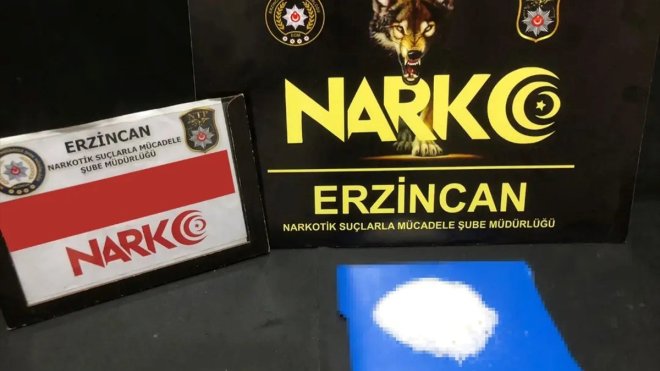 NARKO
ERZİNCAN
NARKOTİK SUÇLARLA MÜCADELE ŞUBE MÜDÜRLÜĞÜ
ERZİNCAN
NARKOTİK SUÇLARLA MÜCADELE
ŞUBE MÜDÜRLÜĞÜ
NARKO